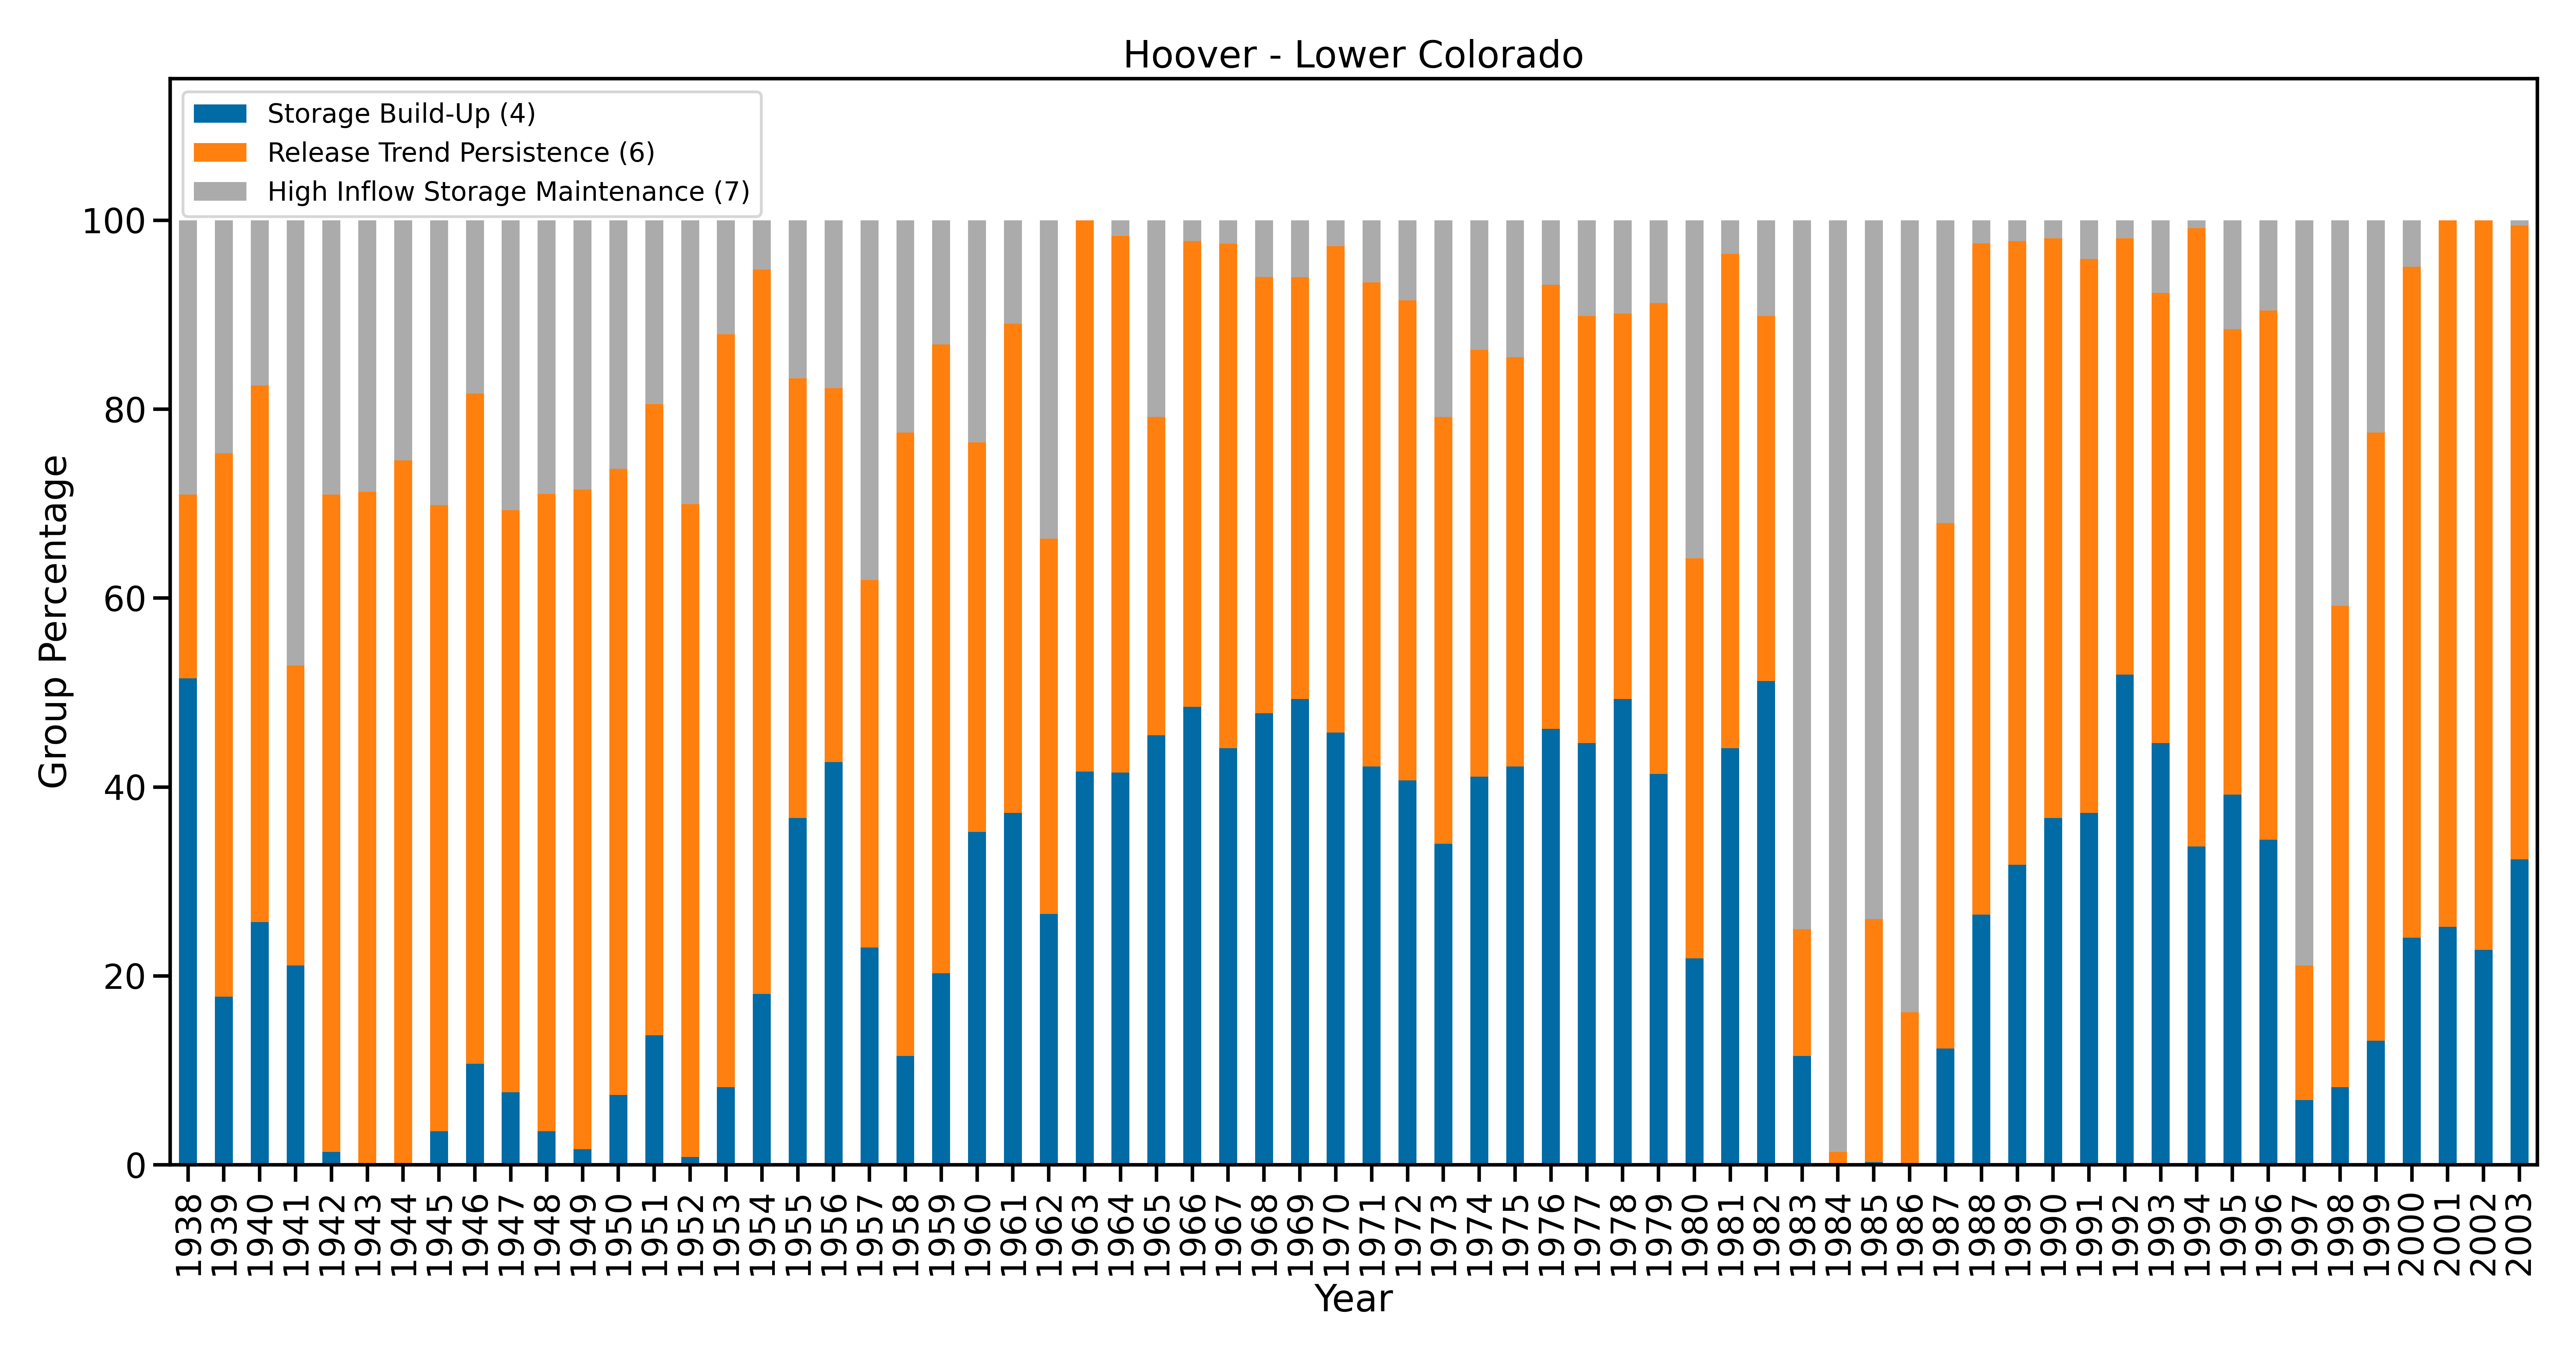 Hoover - Lower Colorado
Storage Build-Up (4)
Release Trend Persistence (6)
High Inflow Storage Maintenance (7)
Group Percentage
100
80
60
40
20
0
1938 1939 1940 1941 1942 1943 1944 1945 1946 1947 1948 1949 1950 1951 1952 1953 1954 1955 1956 1957 1958 1959 1960 1961 1962 1963 1964 1965 1966 1967 1968 1969 1970 1971 1972 1973 1974 1975 1976 1977 1978 1979 1980 1981 1982 1983 1984 1985 1986 1987 1988 1989 1990 1991 1992 1993 1994 1995 1996 1997 1998 1999 2000 2001 2002 2003
Year